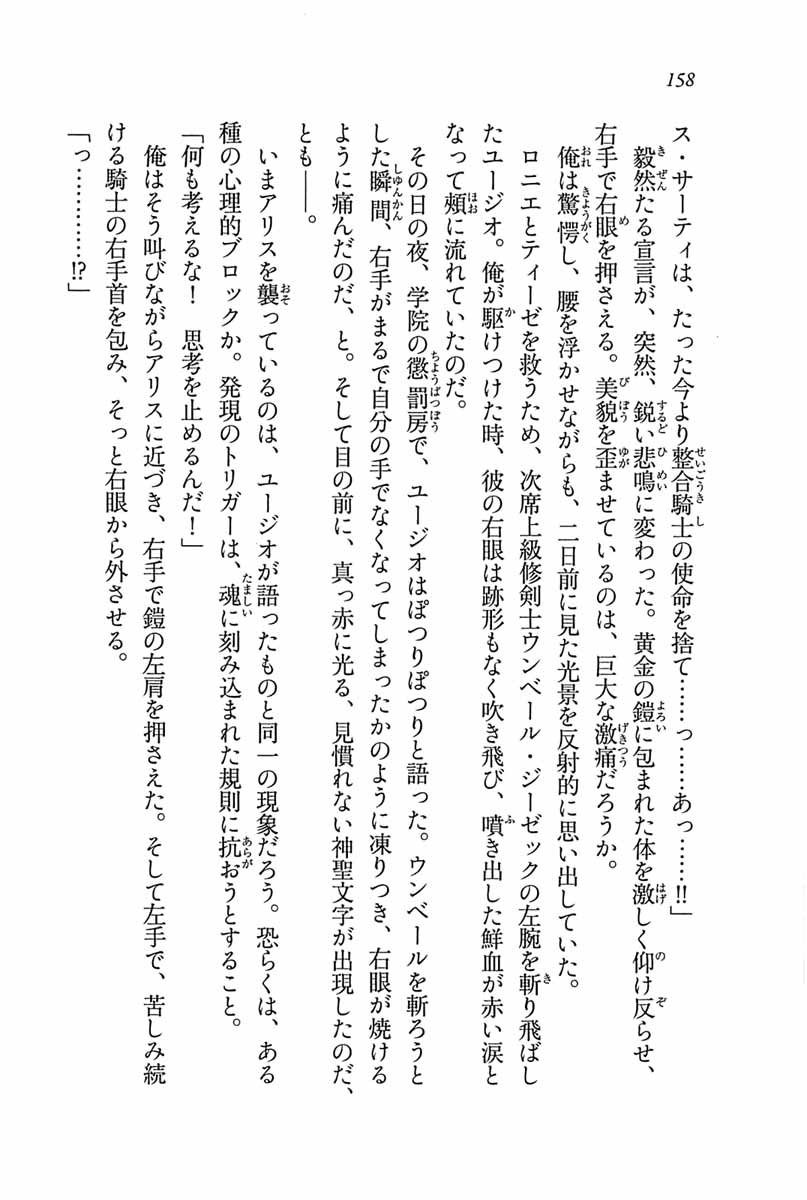 158
ス・サーティは、たった今より整合騎士の使命を捨て……っ……あっ……‼」
　毅然たる宣言が、突然、鋭い悲鳴に変わった。黄金の鎧に包まれた体を激しく仰け反らせ、
右手で右眼を押さえる。美貌を歪ませているのは、巨大な激痛だろうか。
　俺は驚愕し、腰を浮かせながらも、二日前に見た光景を反射的に思い出していた。
　ロニエとティーゼを救うため、次席上級修剣士ウンベール・ジーゼックの左腕を斬り飛ばし
たユージオ。俺が駆けつけた時、彼の右眼は跡形もなく吹き飛び、噴き出した鮮血が赤い涙と
なって頰に流れていたのだ。
　その日の夜、学院の懲罰房で、ユージオはぽつりぽつりと語った。ウンベールを斬ろうと
した瞬間、右手がまるで自分の手でなくなってしまったかのように凍りつき、右眼が焼ける
ように痛んだのだ、と。そして目の前に、真っ赤に光る、見慣れない神聖文字が出現したのだ、
とも――。
　いまアリスを襲っているのは、ユージオが語ったものと同一の現象だろう。恐らくは、ある
種の心理的ブロックか。発現のトリガーは、魂に刻み込まれた規則に抗おうとすること。
「何も考えるな！　思考を止めるんだ！」
　俺はそう叫びながらアリスに近づき、右手で鎧の左肩を押さえた。そして左手で、苦しみ続
ける騎士の右手首を包み、そっと右眼から外させる。
「っ…………⁉」